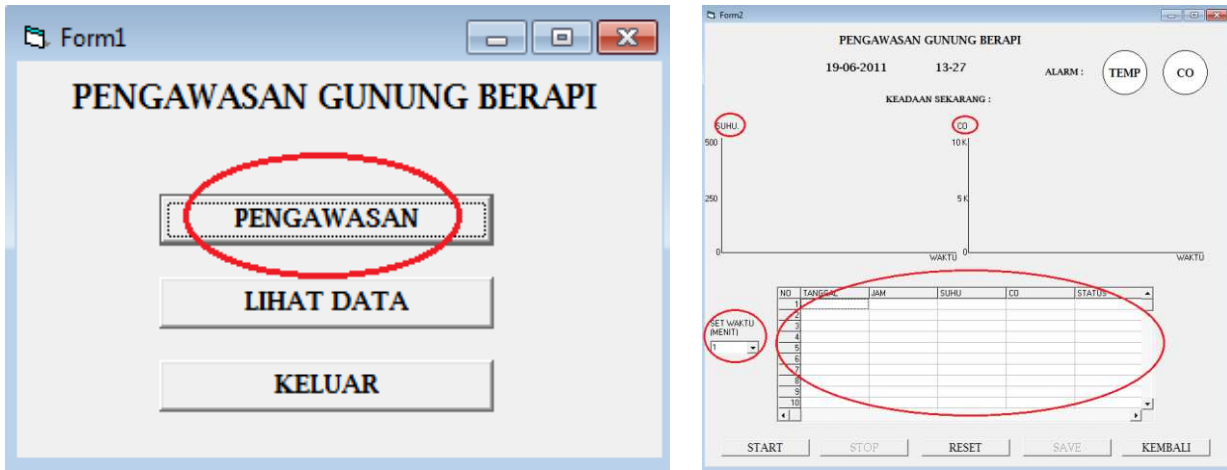 Form1
PENGAWASAN GUNUNG BERAPI
PENGAWASAN
LIHAT DATA
KELUAR
Form2
PENGAWASAN GUNUNG BERAPI
19-06-2011 13-27
ALARM : TEMP CO
KEADAAN SEKARANG :
SUHU.
500
250
0
WAKTU
CO
10 K
5 K
0
WAKTU
NO TANGGAL JAM SUHU CO STATUS
1
2
3
4
5
6
7
8
9
10
SET WAKTU
(MENIT)
1
START STOP RESET SAVE KEMBALI